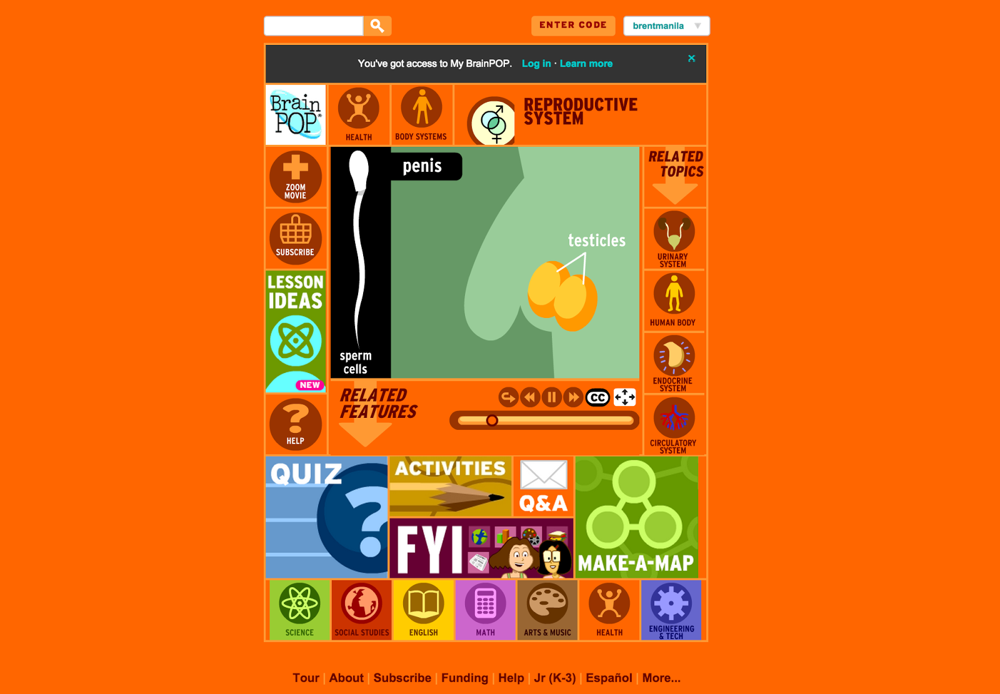 ENTER CODE
brentmanila
You've got access to My BrainPOP. Log in · Learn more
Brain
POP®
HEALTH
BODY SYSTEMS
REPRODUCTIVE
SYSTEM
ZOOM
MOVIE
SUBSCRIBE
LESSON
IDEAS
NEW
HELP
penis
testicles
sperm
cells
RELATED
TOPICS
URINARY
SYSTEM
HUMAN BODY
ENDOCRINE
SYSTEM
CIRCULATORY
SYSTEM
RELATED
FEATURES
CC
QUIZ
ACTIVITIES
Q&A
FYI
MAKE-A-MAP
SCIENCE
SOCIAL STUDIES
ENGLISH
MATH
ARTS & MUSIC
HEALTH
ENGINEERING
& TECH
Tour | About | Subscribe | Funding | Help | Jr (K-3) | Español | More...